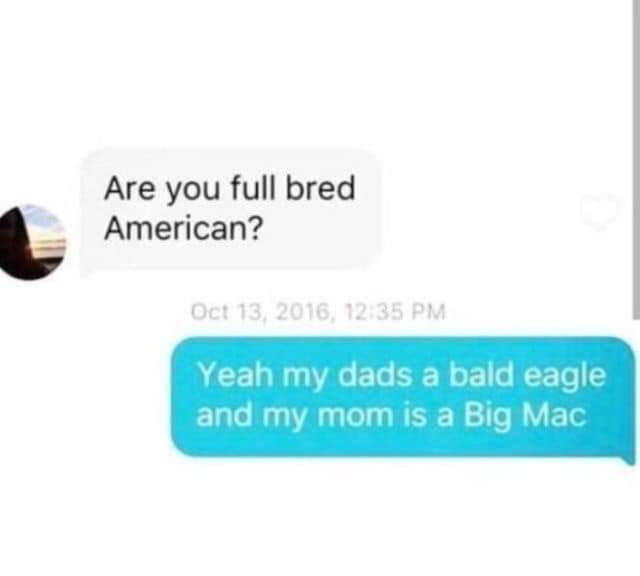 Are you full bred
American?
Oct 13, 2016, 12:35 PM
Yeah my dads a bald eagle
and my mom is a Big Mac